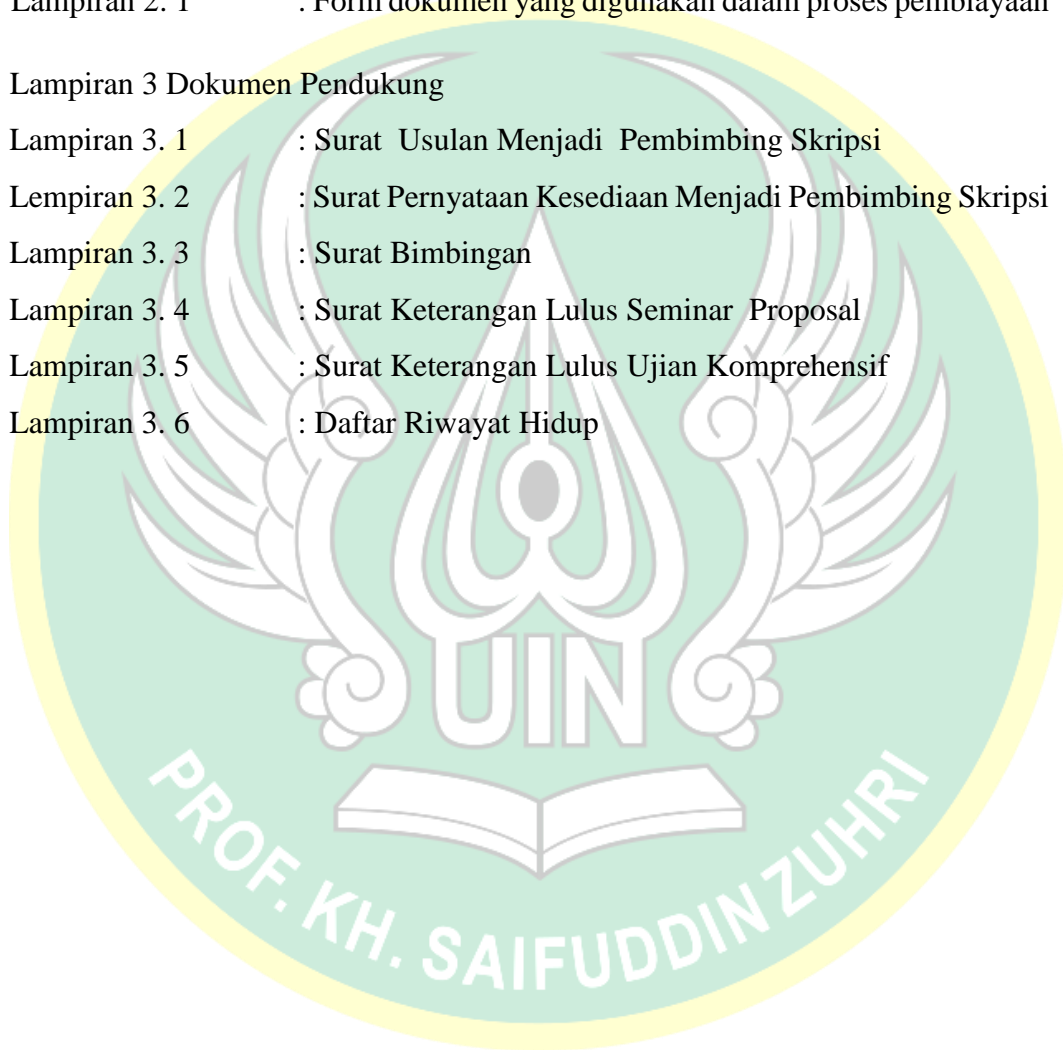 Lampiran 2. 1 : Form dokumen yang digunakan dalam proses pembiayaan
Lampiran 3 Dokumen Pendukung
Lampiran 3. 1 : Surat Usulan Menjadi Pembimbing Skripsi
Lempiran 3. 2 : Surat Pernyataan Kesediaan Menjadi Pembimbing Skripsi
Lampiran 3. 3 : Surat Bimbingan
Lampiran 3. 4 : Surat Keterangan Lulus Seminar Proposal
Lampiran 3. 5 : Surat Keterangan Lulus Ujian Komprehensif
Lampiran 3. 6 : Daftar Riwayat Hidup
UIN
PROF. KH. SAIFUDDIN ZUHRI